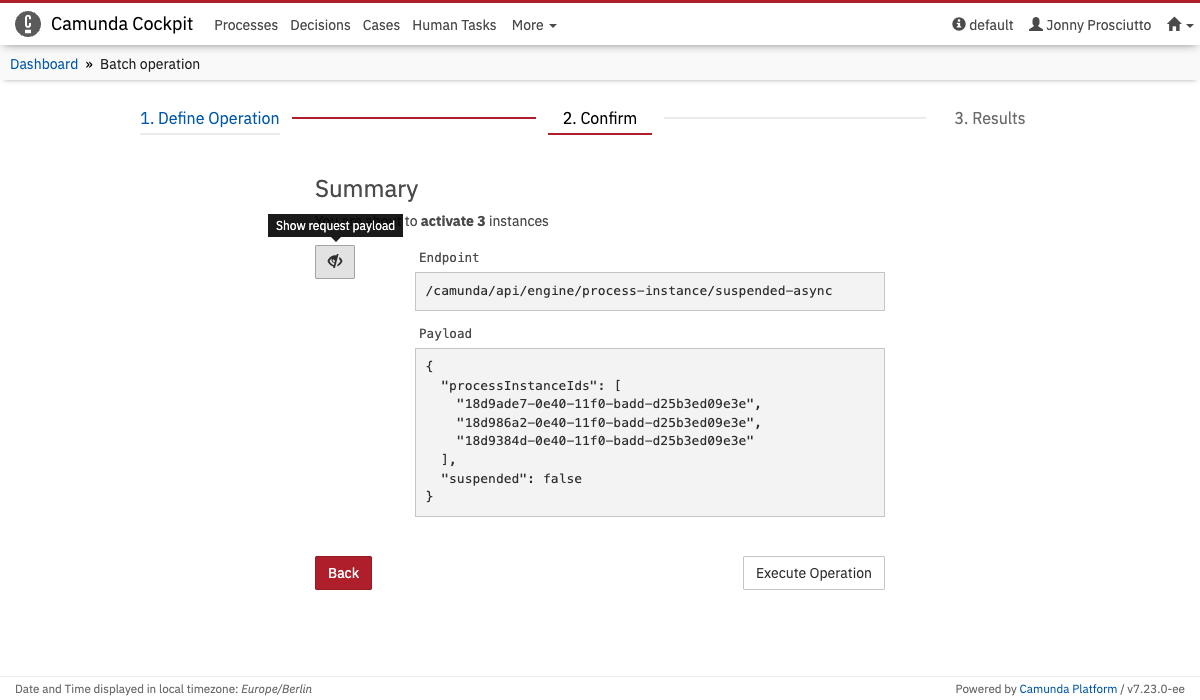 Camunda Cockpit Processes Decisions Cases Human Tasks More default Jonny Prosciutto
Dashboard » Batch operation
1. Define Operation 2. Confirm 3. Results
Summary
to activate 3 instances
Show request payload
Endpoint
/camunda/api/engine/process-instance/suspended-async
Payload
{
"processInstanceIds": [
"18d9ade7-0e40-11f0-badd-d25b3ed09e3e",
"18d986a2-0e40-11f0-badd-d25b3ed09e3e",
"18d9384d-0e40-11f0-badd-d25b3ed09e3e"
],
"suspended": false
}
Back Execute Operation
Date and Time displayed in local timezone: Europe/Berlin Powered by Camunda Platform / v7.23.0-ee